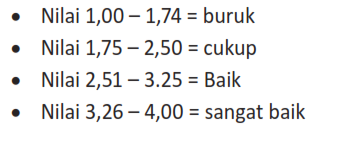 • Nilai 1,00 – 1,74 = buruk
• Nilai 1,75 – 2,50 = cukup
• Nilai 2,51 – 3.25 = Baik
• Nilai 3,26 – 4,00 = sangat baik